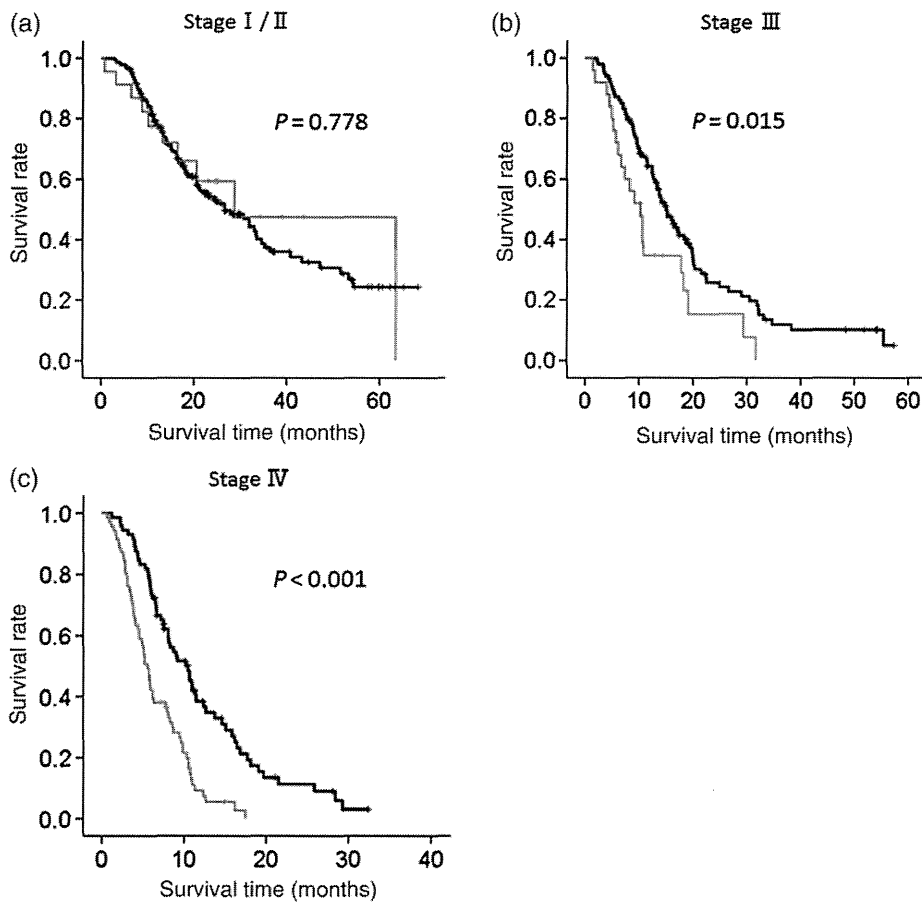 (a)
Stage Ⅰ/Ⅱ
1.0
0.8
0.6
0.4
0.2
0.0
Survival rate
P=0.778
0 20 40 60
Survival time (months)
(b)
Stage Ⅲ
1.0
0.8
0.6
0.4
0.2
0.0
Survival rate
P=0.015
0 10 20 30 40 50 60
Survival time (months)
(c)
Stage Ⅳ
1.0
0.8
0.6
0.4
0.2
0.0
Survival rate
P<0.001
0 10 20 30 40
Survival time (months)